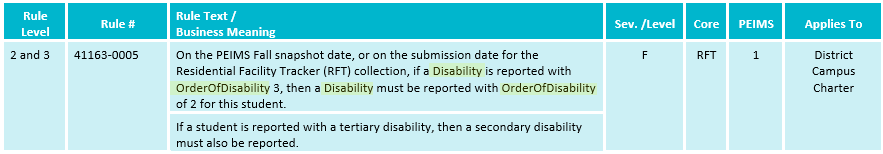 Rule Level
Rule #
Rule Text /
Business Meaning
Sev. /Level
Core
PEIMS
Applies To
2 and 3
41163-0005
On the PEIMS Fall snapshot date, or on the submission date for the
Residential Facility Tracker (RFT) collection, if a Disability is reported with
OrderOfDisability 3, then a Disability must be reported with OrderOfDisability
of 2 for this student.
If a student is reported with a tertiary disability, then a secondary disability
must also be reported.
F
RFT
1
District
Campus
Charter